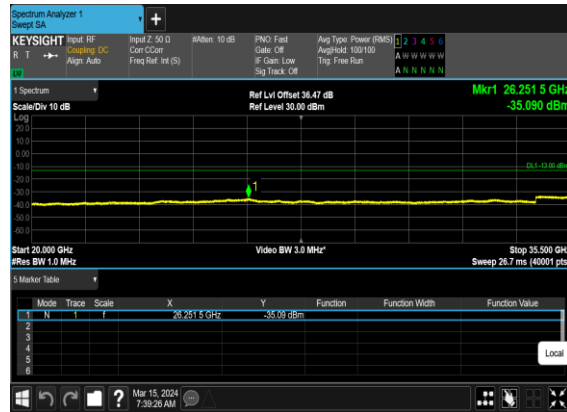 Spectrum Analyzer 1
Swept SA
+
KEYSIGHT Input: RF Input Z: 50 Ω #Atten: 10 dB PNO: Fast Avg Type: Power (RMS) 1 2 3 4 5 6
R T Coupling: DC Corr CCorr Gate: Off Avg|Hold: 100/100 A W W W W W
Align: Auto Freq Ref: Int (S) IF Gain: Low Trig: Free Run
Sig Track: Off A N N N N N
1 Spectrum Ref Lvl Offset 36.47 dB Mkr1 26.251 5 GHz
Scale/Div 10 dB Ref Level 30.00 dBm -35.090 dBm
Log
20.0
10.0
0.00
-10.0 DL1 -13.00 dBm
-20.0
-30.0 1
-40.0
-50.0
-60.0
Start 20.000 GHz Video BW 3.0 MHz* Stop 35.500 GHz
#Res BW 1.0 MHz Sweep 26.7 ms (40001 pts)
5 Marker Table
Mode Trace Scale X Y Function Function Width Function Value
1 N 1 f 26.251 5 GHz -35.09 dBm
2
3
4
5
6
Local
? Mar 15, 2024
7:39:26 AM